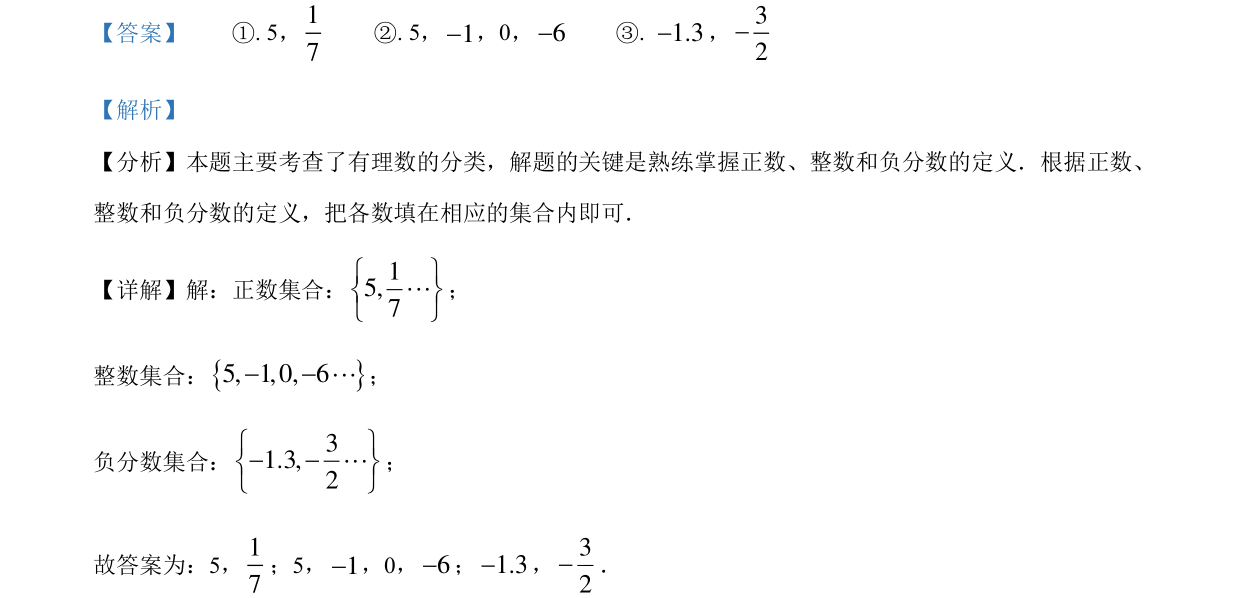 【答案】 ①. 5，1/7 ②. 5，−1，0，−6 ③. −1.3，−3/2
【解析】
【分析】本题主要考查了有理数的分类，解题的关键是熟练掌握正数、整数和负分数的定义．根据正数、
整数和负分数的定义，把各数填在相应的集合内即可．
【详解】解：正数集合：{5,1/7⋯}；
整数集合：{5,−1,0,−6⋯}；
负分数集合：{−1.3,−3/2⋯}；
故答案为：5，1/7；5，−1，0，−6；−1.3，−3/2．